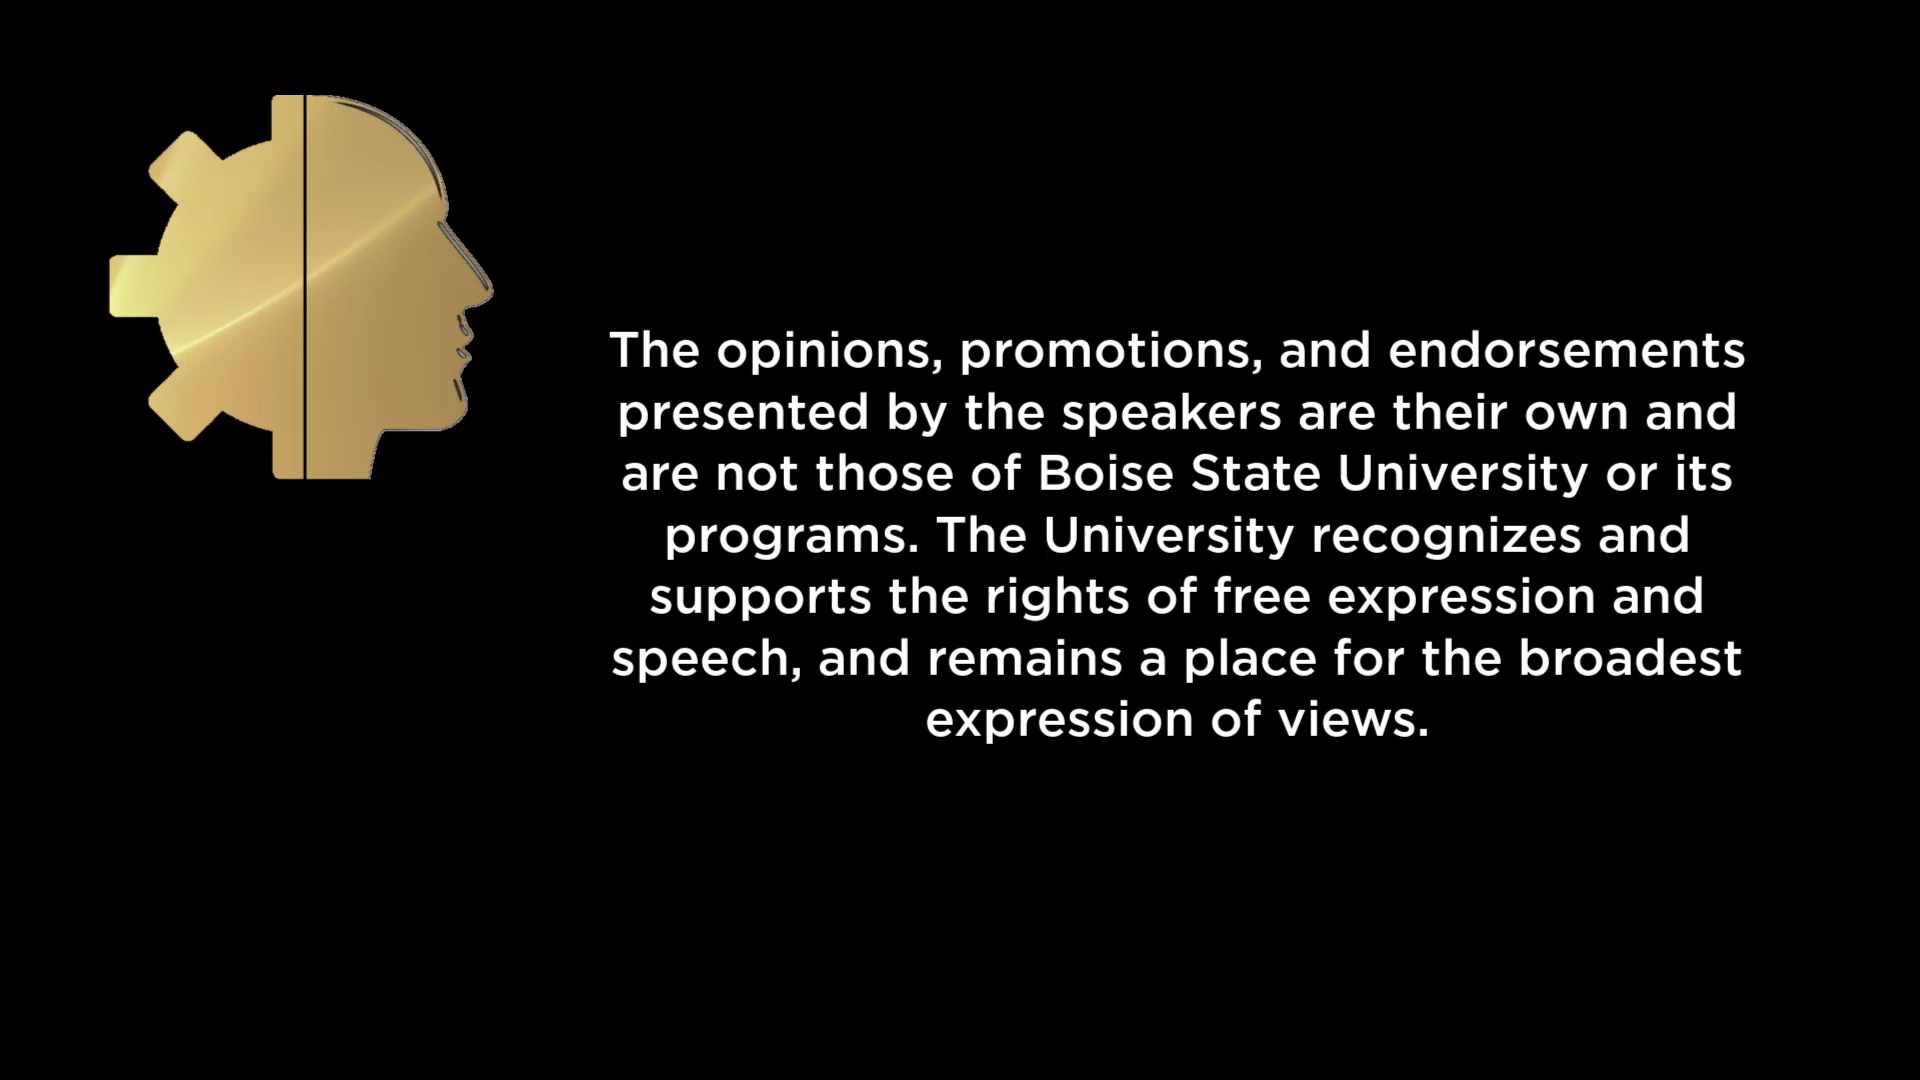 The opinions, promotions, and endorsements
presented by the speakers are their own and
are not those of Boise State University or its
programs. The University recognizes and
supports the rights of free expression and
speech, and remains a place for the broadest
expression of views.